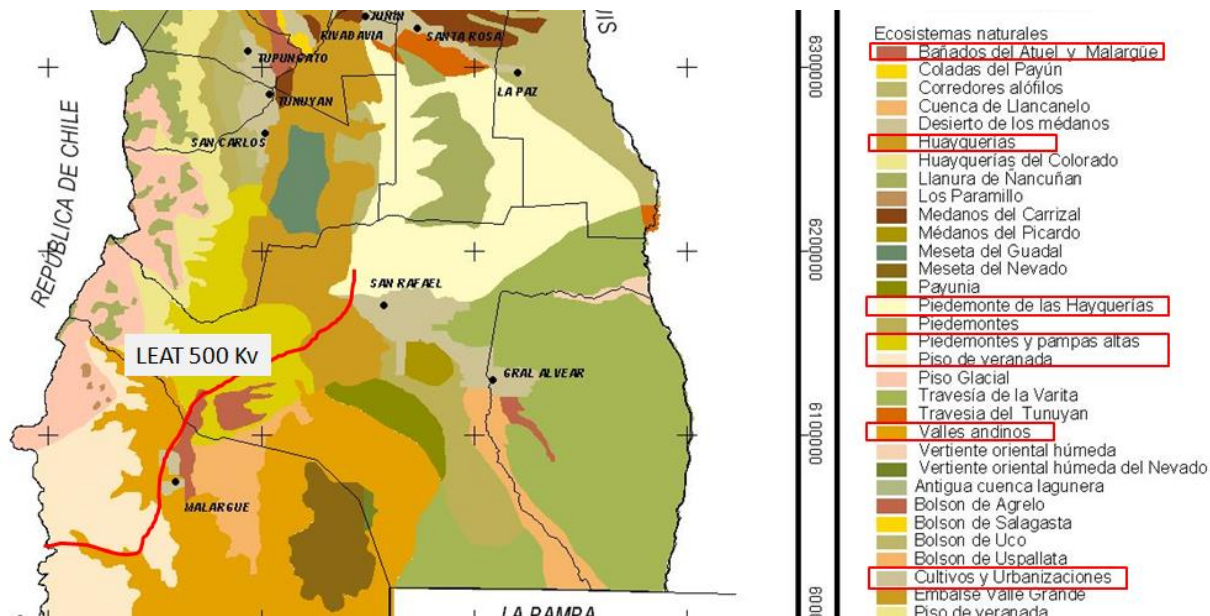 JUNIN
RIVADAVIA
SANTA ROSA
UIS
TUPUNGATO
LA PAZ
TUNUYAN
SAN CARLOS
REPÚBLICA DE CHILE
SAN RAFAEL
LEAT 500 Kv
GRAL ALVEAR
MALARGUE
LA PAMPA
Ecosistemas naturales
Bañados del Atuel y Malargüe
Coladas del Payún
Corredores alófilos
Cuenca de Llancanelo
Desierto de los médanos
Huayquerías
Huayquerías del Colorado
Llanura de Ñancuñan
Los Paramillo
Medanos del Carrizal
Médanos del Picardo
Meseta del Guadal
Meseta del Nevado
Payunia
Piedemonte de las Hayquerías
Piedemontes
Piedemontes y pampas altas
Piso de veranada
Piso Glacial
Travesía de la Varita
Travesia del Tunuyan
Valles andinos
Vertiente oriental húmeda
Vertiente oriental húmeda del Nevado
Antigua cuenca lagunera
Bolson de Agrelo
Bolson de Salagasta
Bolson de Uco
Bolson de Uspallata
Cultivos y Urbanizaciones
Embalse Valle Grande
Piso de veranada